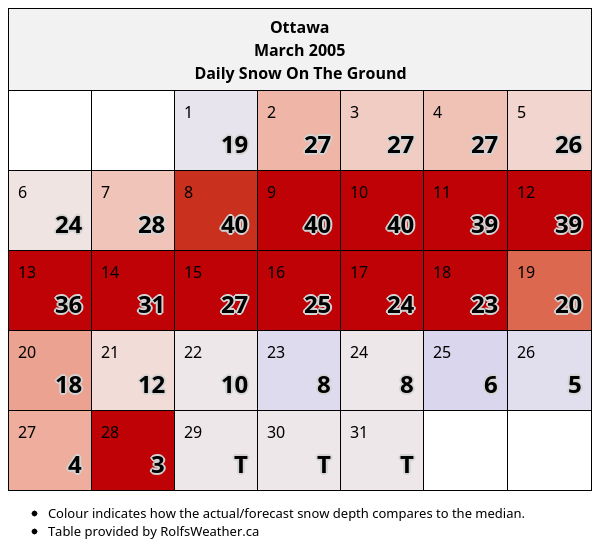 Ottawa
March 2005
Daily Snow On The Ground
1 2 3 4 5
19 27 27 27 26
6 7 8 9 10 11 12
24 28 40 40 40 39 39
13 14 15 16 17 18 19
36 31 27 25 24 23 20
20 21 22 23 24 25 26
18 12 10 8 8 6 5
27 28 29 30 31
4 3 T T T
• Colour indicates how the actual/forecast snow depth compares to the median.
• Table provided by RolfsWeather.ca